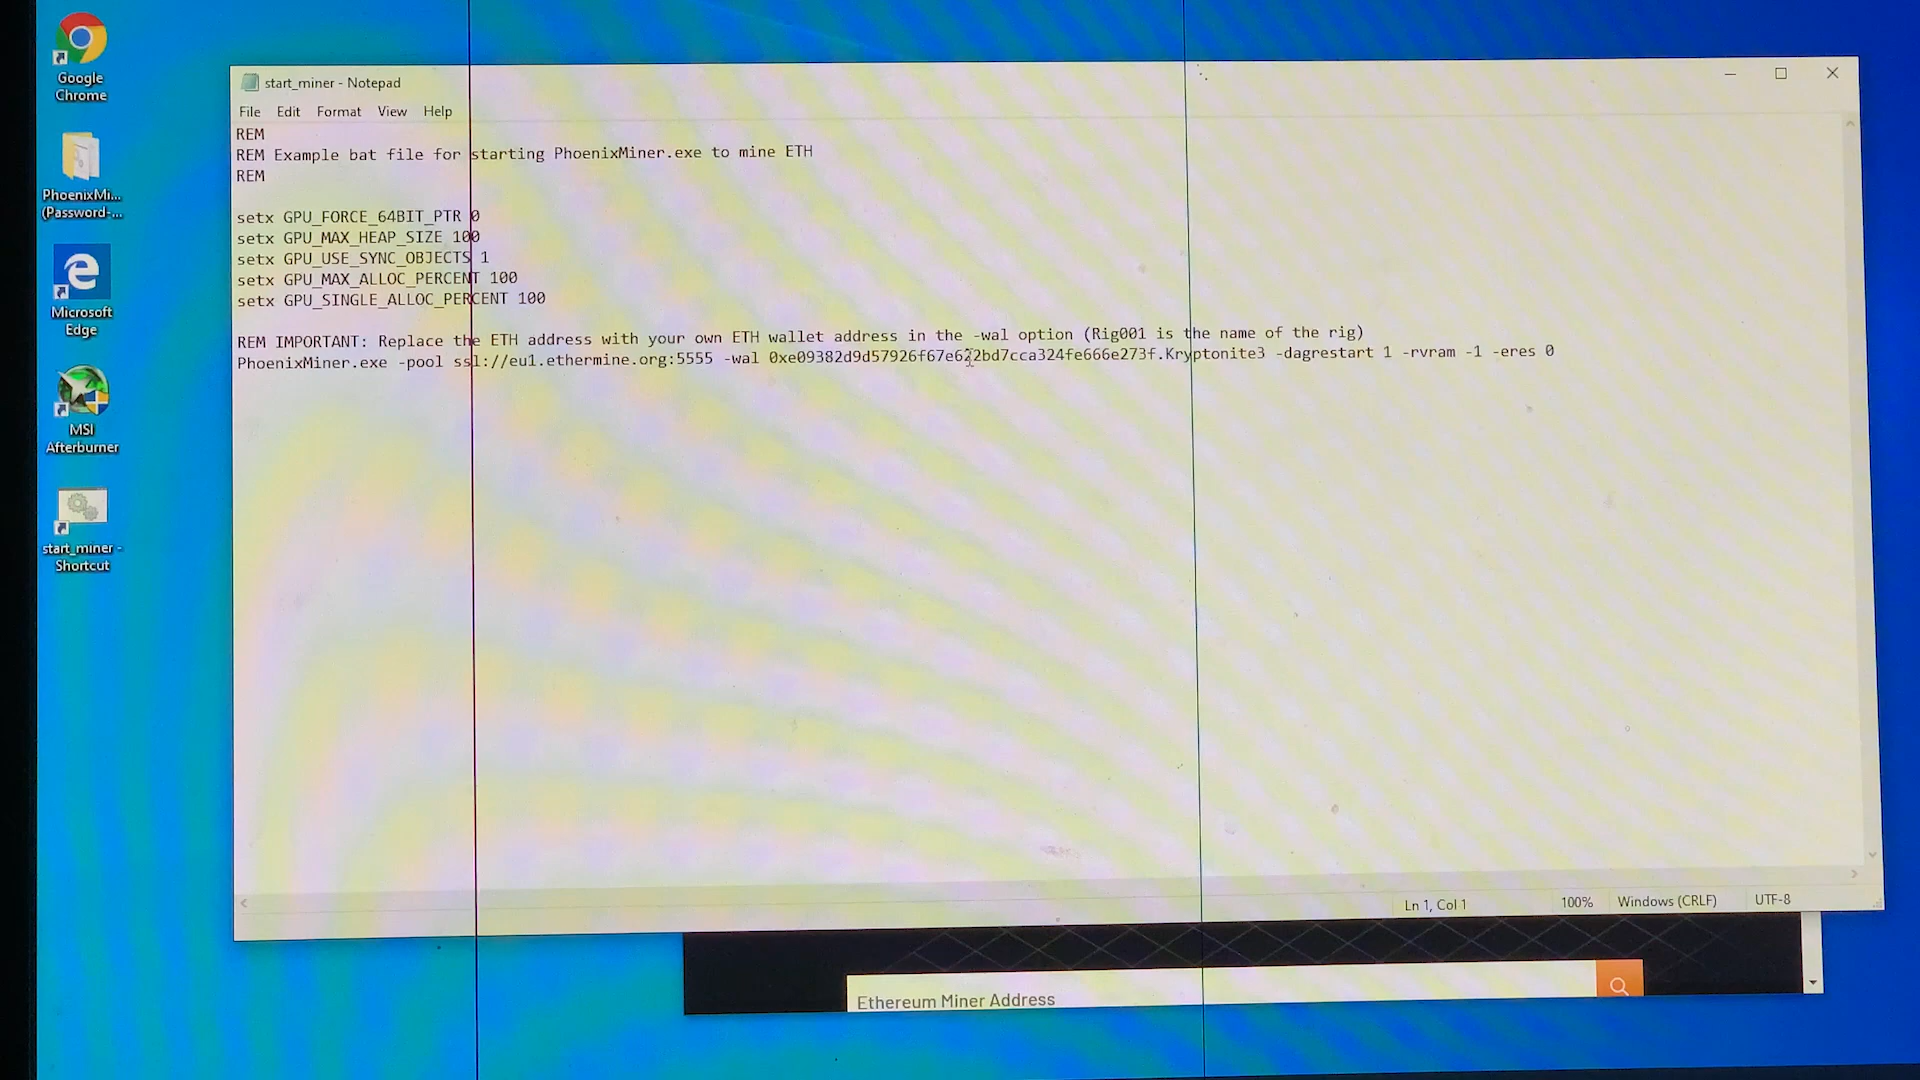 Google
Chrome
PhoenixMi...
(Password-...
Microsoft
Edge
MSI
Afterburner
start_miner -
Shortcut
start_miner - Notepad
File Edit Format View Help
REM
REM Example bat file for starting PhoenixMiner.exe to mine ETH
REM
setx GPU_FORCE_64BIT_PTR 0
setx GPU_MAX_HEAP_SIZE 100
setx GPU_USE_SYNC_OBJECTS 1
setx GPU_MAX_ALLOC_PERCENT 100
setx GPU_SINGLE_ALLOC_PERCENT 100
REM IMPORTANT: Replace the ETH address with your own ETH wallet address in the -wal option (Rig001 is the name of the rig)
PhoenixMiner.exe -pool ssl://eu1.ethermine.org:5555 -wal 0xe09382d9d57926f67e622bd7cca324fe666e273f.Kryptonite3 -dagrestart 1 -rvram -1 -eres 0
Ln 1, Col 1 100% Windows (CRLF) UTF-8
Ethereum Miner Address